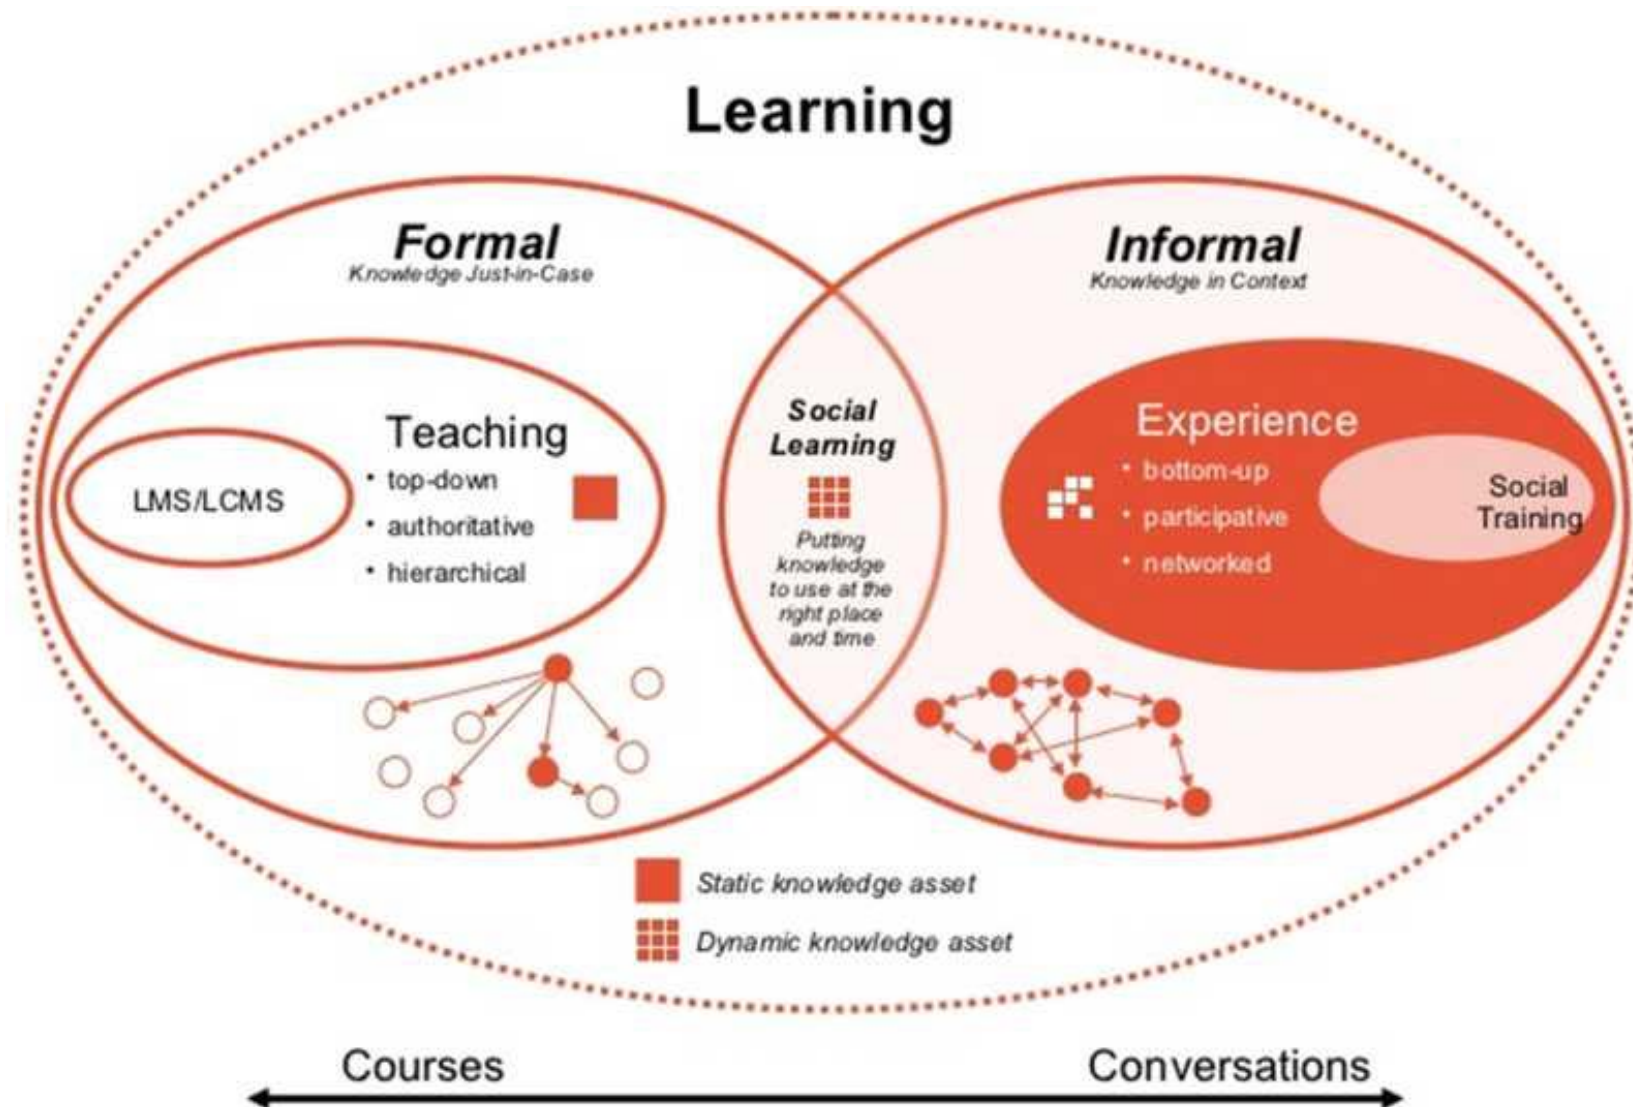 Learning
Formal
Knowledge Just-in-Case
Informal
Knowledge in Context
LMS/LCMS
Teaching
• top-down
• authoritative
• hierarchical
Social
Learning
Putting
knowledge
to use at the
right place
and time
Experience
• bottom-up
• participative
• networked
Social
Training
Static knowledge asset
Dynamic knowledge asset
Courses
Conversations